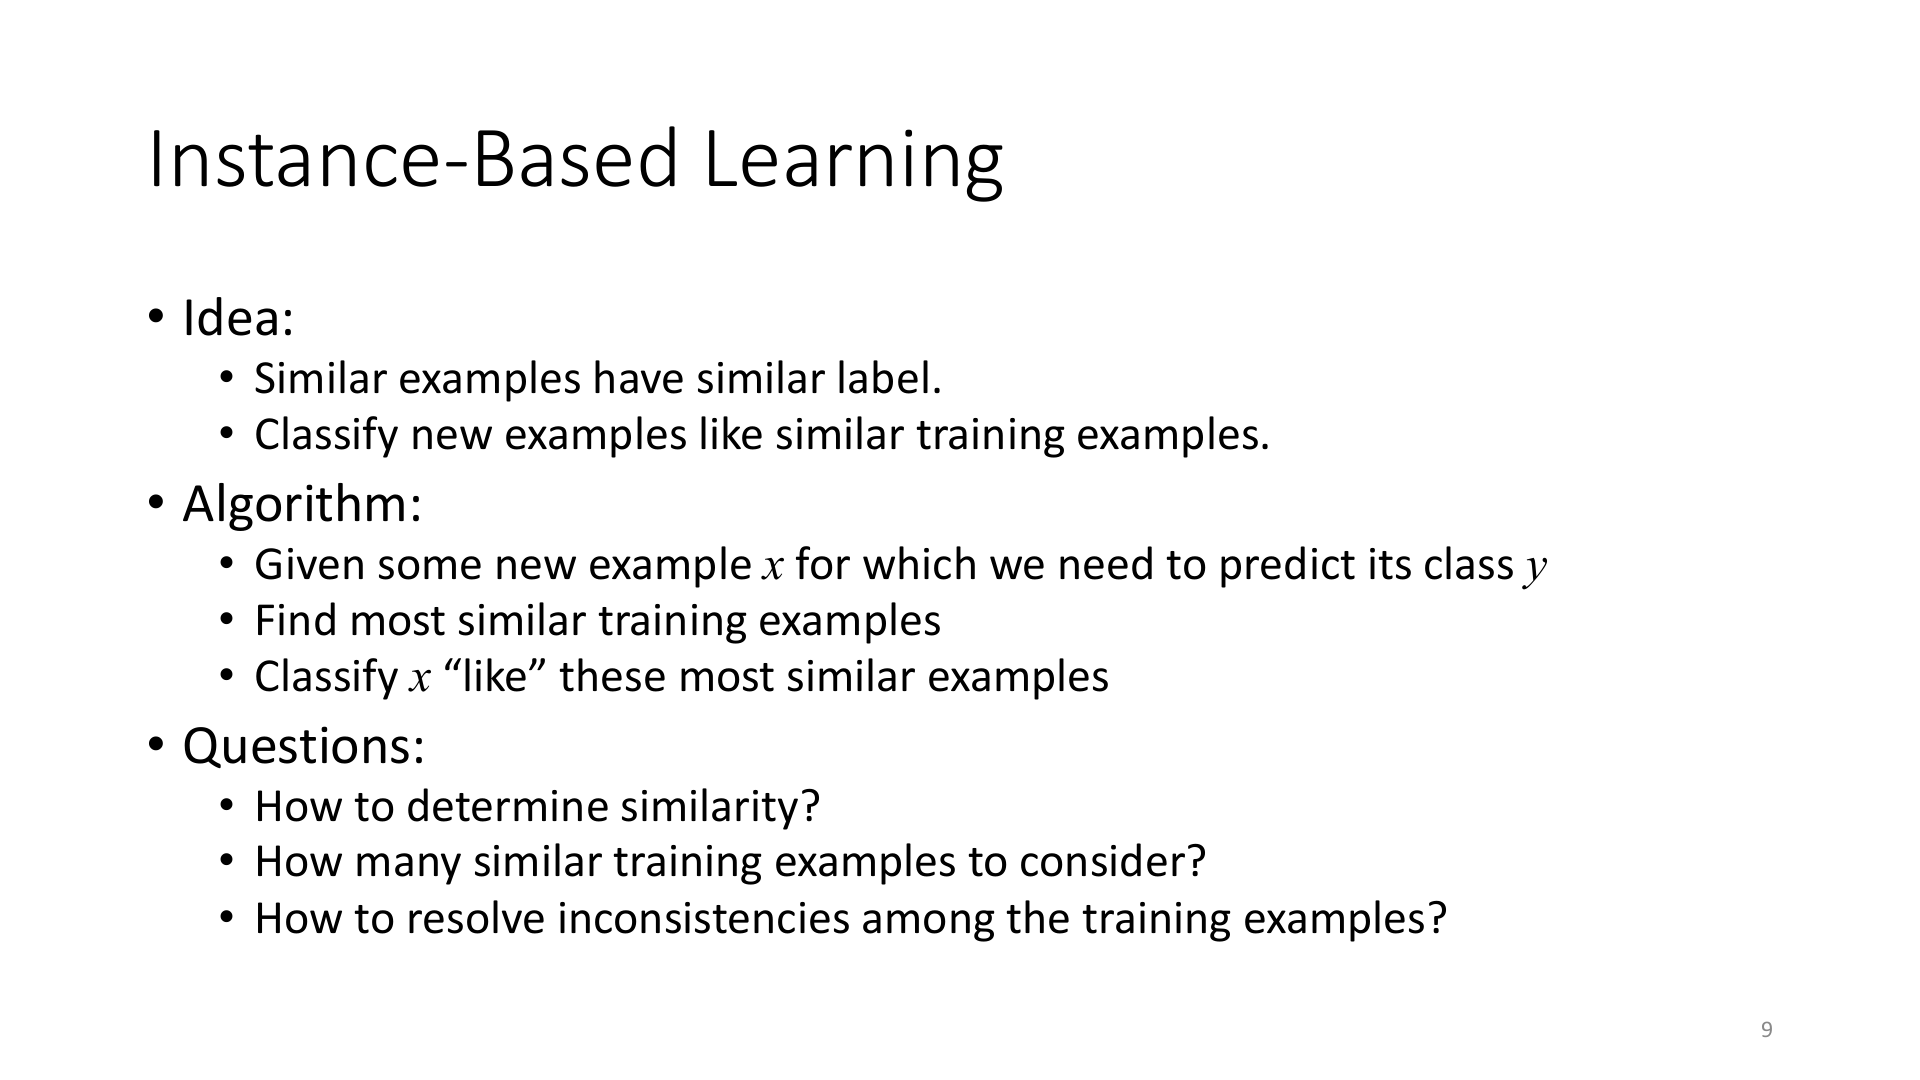 Instance-Based Learning
• Idea:
• Similar examples have similar label.
• Classify new examples like similar training examples.
• Algorithm:
• Given some new example x for which we need to predict its class y
• Find most similar training examples
• Classify x “like” these most similar examples
• Questions:
• How to determine similarity?
• How many similar training examples to consider?
• How to resolve inconsistencies among the training examples?
9